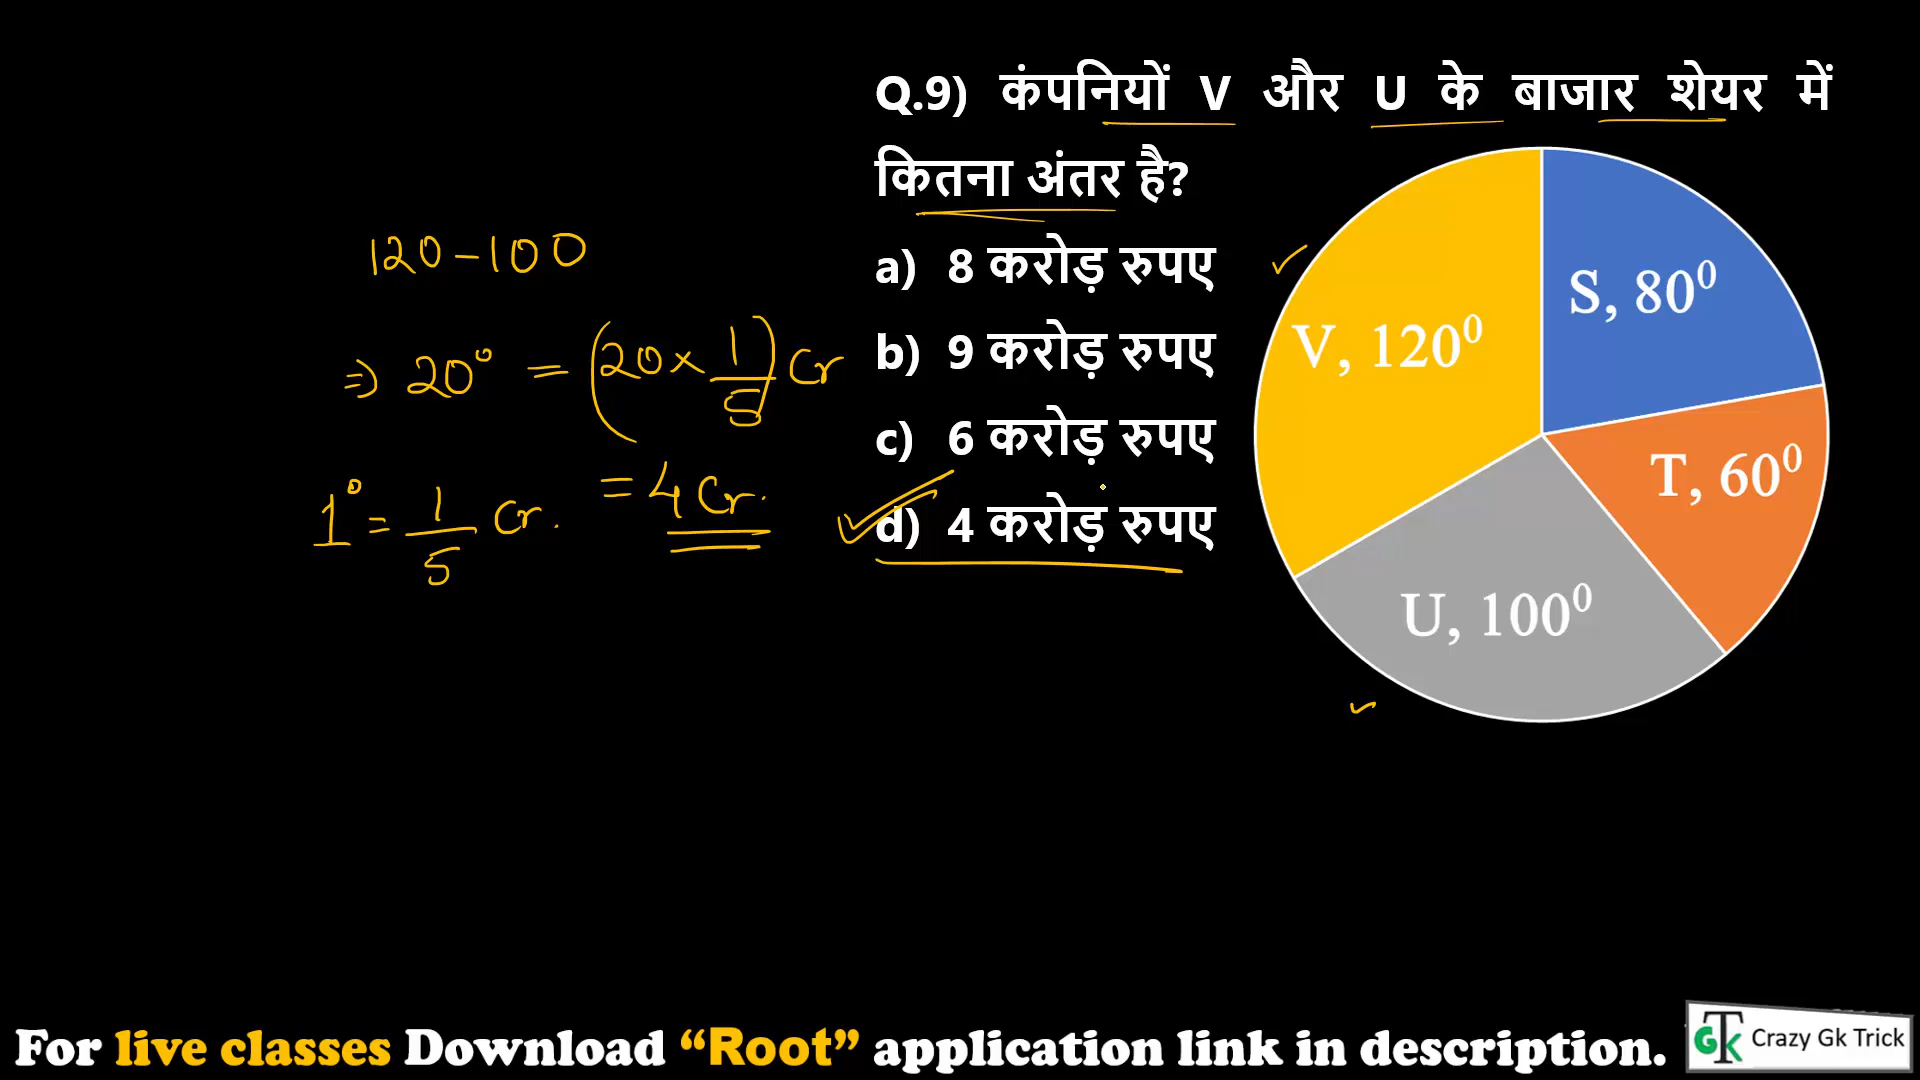 Q.9) कंपनियों V और U के बाजार शेयर में
कितना अंतर है?
a) 8 करोड़ रुपए
b) 9 करोड़ रुपए
c) 6 करोड़ रुपए
d) 4 करोड़ रुपए
120-100
⇒ 20° = (20 × 1/5) Cr
= 4 Cr.
1° = 1/5 Cr.
S, 80⁰
V, 120⁰
T, 60⁰
U, 100⁰
For live classes Download “Root” application link in description.
GTK Crazy Gk Trick